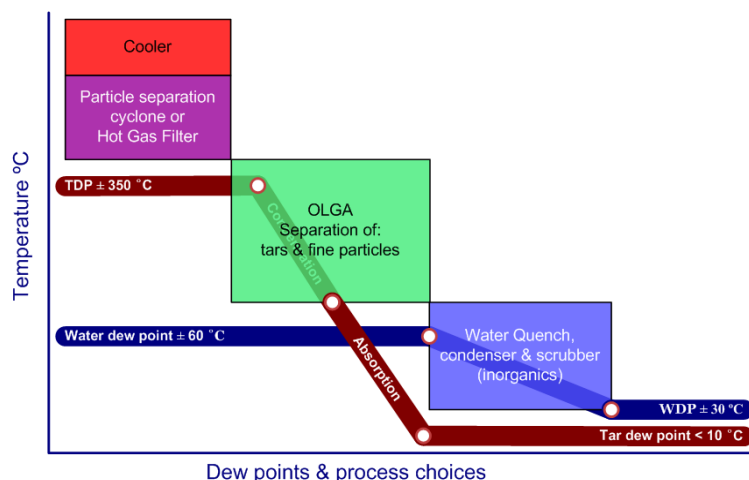 Temperature ºC
Cooler
Particle separation
cyclone or
Hot Gas Filter
TDP ± 350 °C
OLGA
Separation of:
tars & fine particles
Condensation
Water dew point ± 60 °C
Absorption
Water Quench,
condenser & scrubber
(inorganics)
WDP ± 30 ºC
Tar dew point < 10 °C
Dew points & process choices